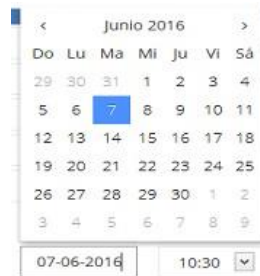 ‹ Junio 2016 ›
Do Lu Ma Mi Ju Vi Sá
29 30 31 1 2 3 4
5 6 7 8 9 10 11
12 13 14 15 16 17 18
19 20 21 22 23 24 25
26 27 28 29 30 1 2
3 4 5 6 7 8 9
07-06-2016 10:30